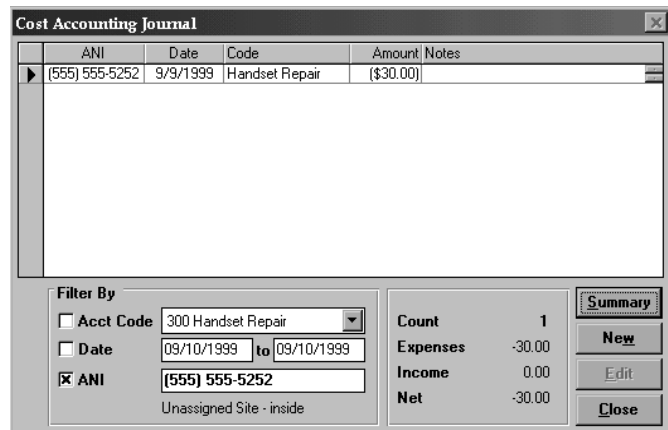 Cost Accounting Journal
ANI Date Code Amount Notes
(555) 555-5252 9/9/1999 Handset Repair ($30.00)
Filter By
Acct Code 300 Handset Repair
Date 09/10/1999 to 09/10/1999
ANI (555) 555-5252
Unassigned Site - inside
Count 1
Expenses -30.00
Income 0.00
Net -30.00
Summary
New
Edit
Close